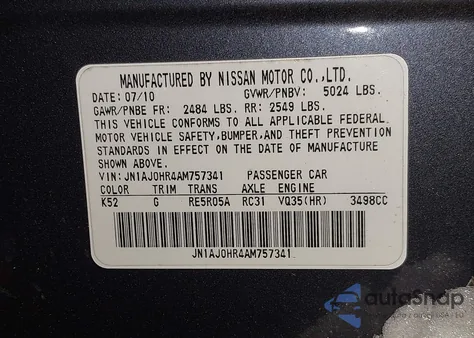 MANUFACTURED BY NISSAN MOTOR CO.,LTD.
DATE: 07/10 GVWR/PNBV: 5024 LBS.
GAWR/PNBE FR: 2484 LBS. RR: 2549 LBS.
THIS VEHICLE CONFORMS TO ALL APPLICABLE FEDERAL
MOTOR VEHICLE SAFETY, BUMPER, AND THEFT PREVENTION
STANDARDS IN EFFECT ON THE DATE OF MANUFACTURE
SHOWN ABOVE.
VIN: JN1AJ0HR4AM757341 PASSENGER CAR
COLOR TRIM TRANS AXLE ENGINE
K52 G RE5R05A RC31 VQ35(HR) 3498CC
JN1AJ0HR4AM757341
autoSnap